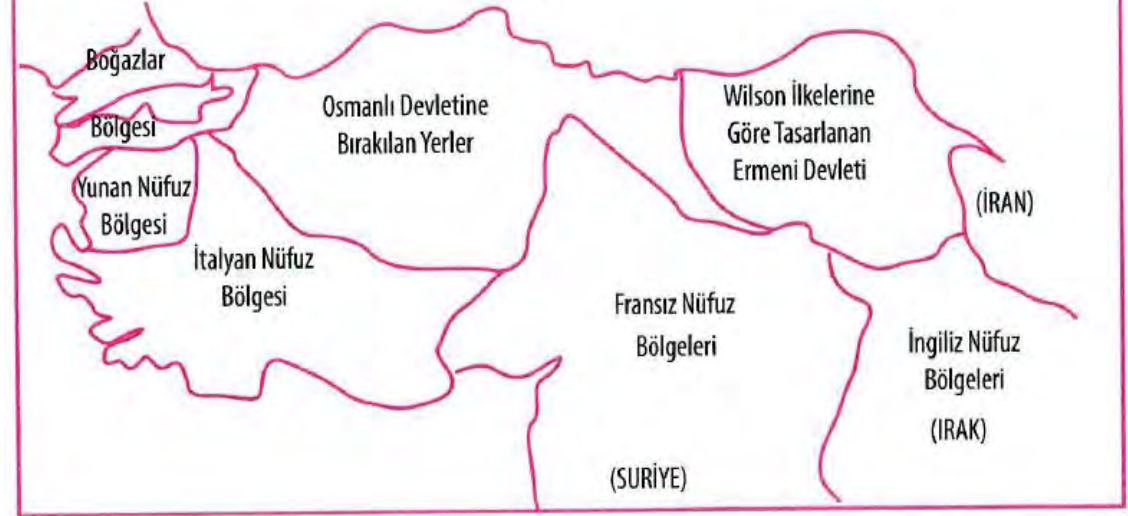 Boğazlar
Bölgesi
Yunan Nüfuz
Bölgesi
İtalyan Nüfuz
Bölgesi
Osmanlı Devletine
Bırakılan Yerler
Wilson İlkelerine
Göre Tasarlanan
Ermeni Devleti
(İRAN)
Fransız Nüfuz
Bölgeleri
(SURİYE)
İngiliz Nüfuz
Bölgeleri
(IRAK)